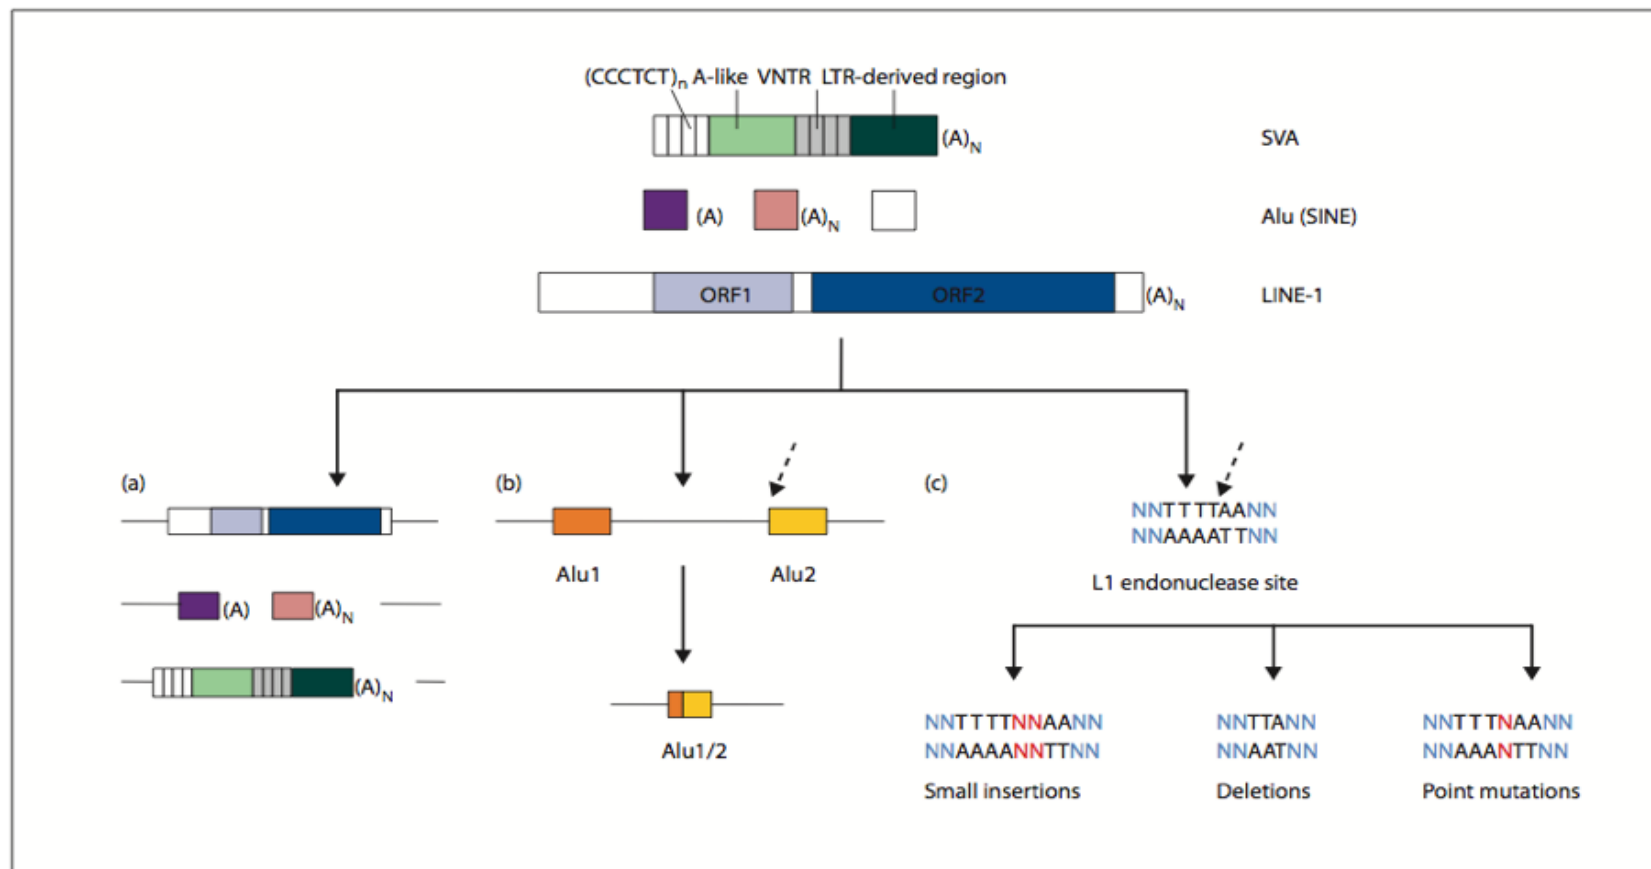 (CCCTCT)n A-like VNTR LTR-derived region
(A)N SVA
(A) (A)N Alu (SINE)
ORF1 ORF2 (A)N LINE-1
(a) (b) (c)
NNTTTTAANN
NNAAAATTNN
Alu1 Alu2
L1 endonuclease site
(A) (A)N
(A)N
NNTTTTNNAANN NNTTANN NNTTTNAANN
Alu1/2 NNAAAANNTTNN NNAATNN NNAAANTTNN
Small insertions Deletions Point mutations